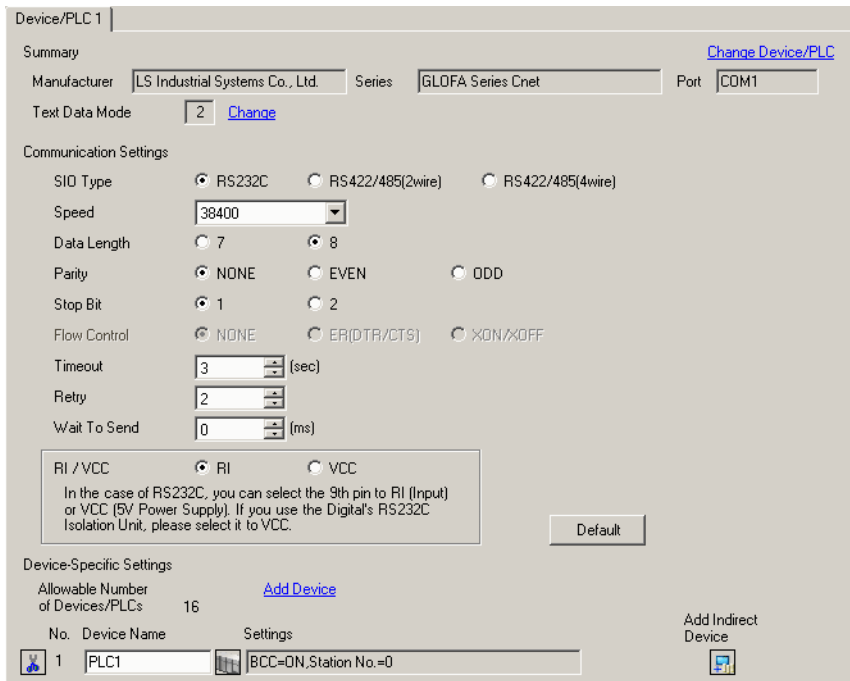 Device/PLC 1
Summary
Change Device/PLC
Manufacturer LS Industrial Systems Co., Ltd. Series GLOFA Series Cnet Port COM1
Text Data Mode 2 Change
Communication Settings
SIO Type RS232C RS422/485(2wire) RS422/485(4wire)
Speed 38400
Data Length 7 8
Parity NONE EVEN ODD
Stop Bit 1 2
Flow Control NONE ER(DTR/CTS) XON/XOFF
Timeout 3 (sec)
Retry 2
Wait To Send 0 (ms)
RI / VCC RI VCC
In the case of RS232C, you can select the 9th pin to RI (Input)
or VCC (5V Power Supply). If you use the Digital's RS232C
Isolation Unit, please select it to VCC.
Default
Device-Specific Settings
Allowable Number
of Devices/PLCs 16
Add Device
Add Indirect
Device
No. Device Name Settings
1 PLC1 BCC=ON,Station No.=0